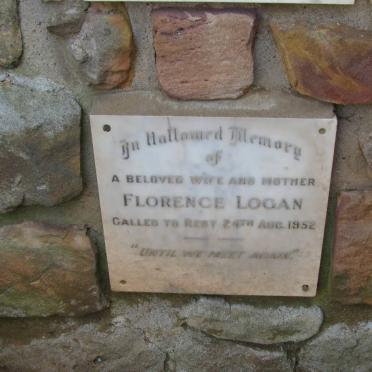 In Hallowed Memory
of
A BELOVED WIFE AND MOTHER
FLORENCE LOGAN
CALLED TO REST 24TH AUG. 1952
"UNTIL WE MEET AGAIN."